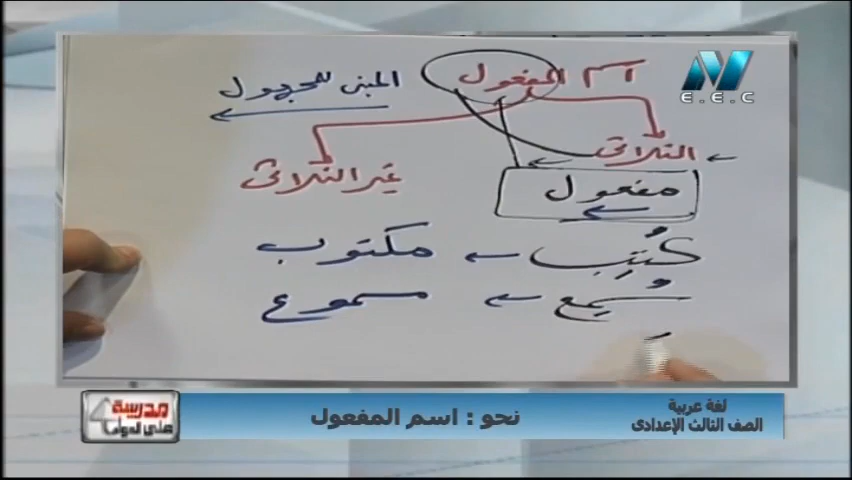 اسم المفعول المبنى للمجهول
E.E.C
الثلاثى غير الثلاثى
مفعول
كُتِب ← مكتوب
سُمِع ← مسموع
لغة عربية
الصف الثالث الإعدادى
نحو : اسم المفعول
مدرسة
على الهواء